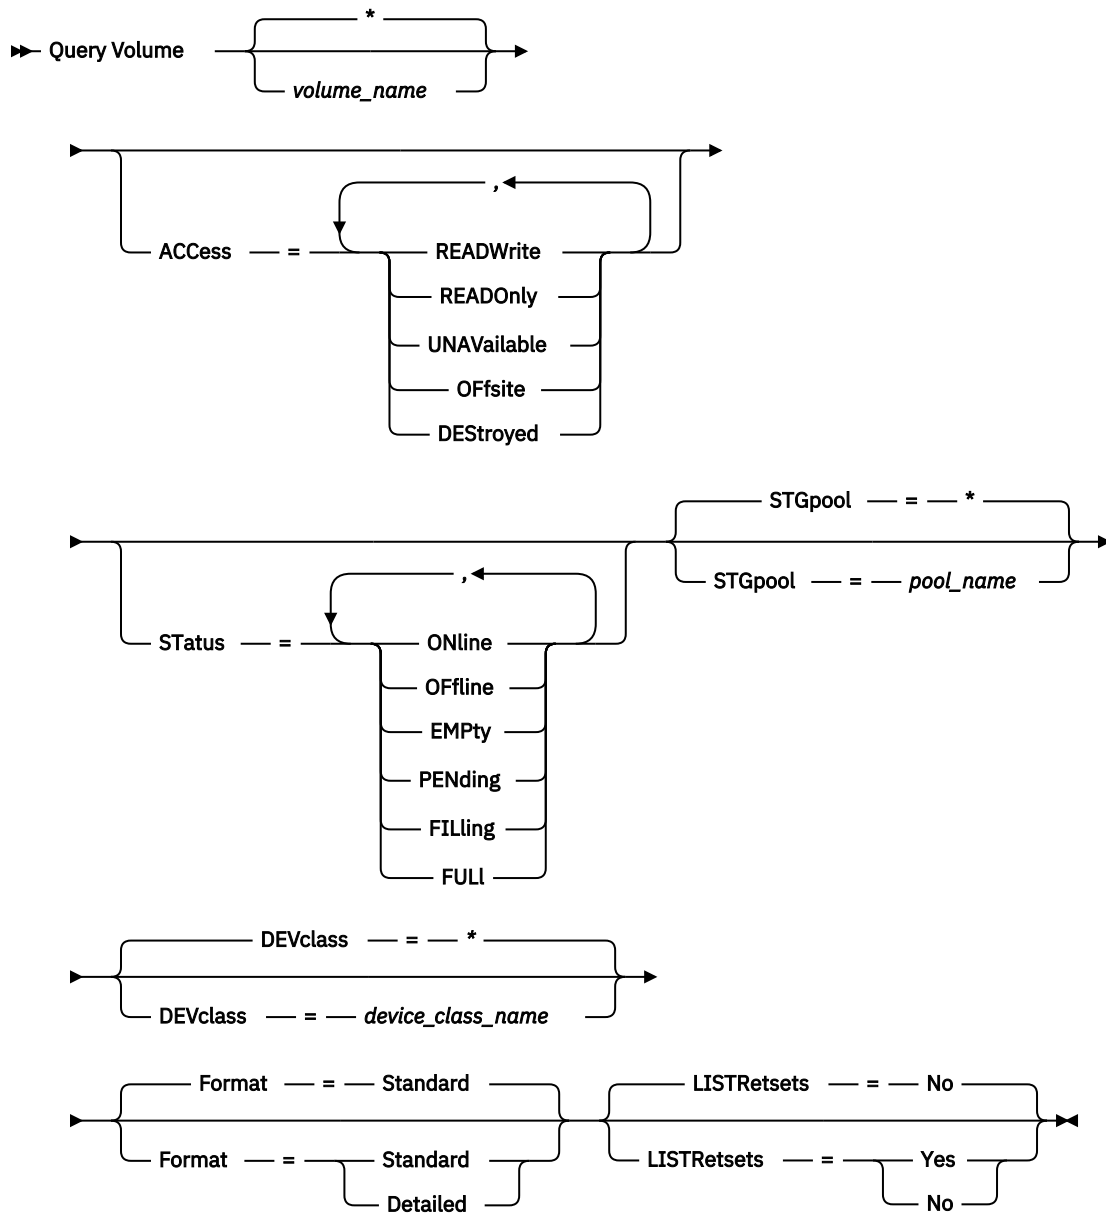 *
Query Volume
volume_name
,
ACCess = READWrite
READOnly
UNAVailable
OFfsite
DEStroyed
STGpool = *
STGpool = pool_name
,
STatus = ONline
OFfline
EMPty
PENding
FILling
FULl
DEVclass = *
DEVclass = device_class_name
Format = Standard LISTRetsets = No
Format = Standard LISTRetsets = Yes
Detailed No